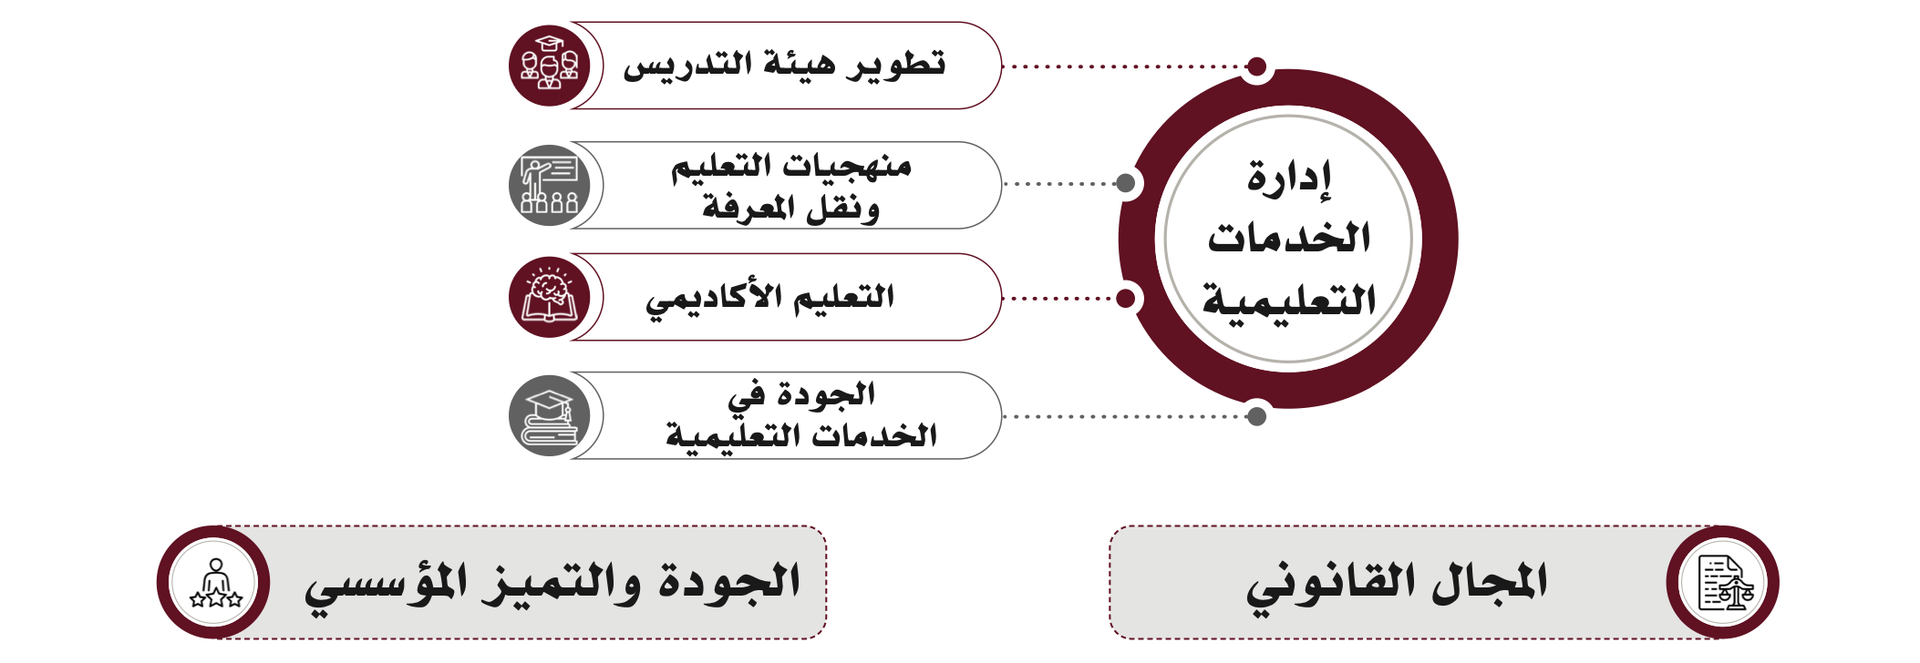 إدارة
الخدمات
التعليمية
تطوير هيئة التدريس
منهجيات التعليم
ونقل المعرفة
التعليم الأكاديمي
الجودة في
الخدمات التعليمية
المجال القانوني
الجودة والتميز المؤسسي